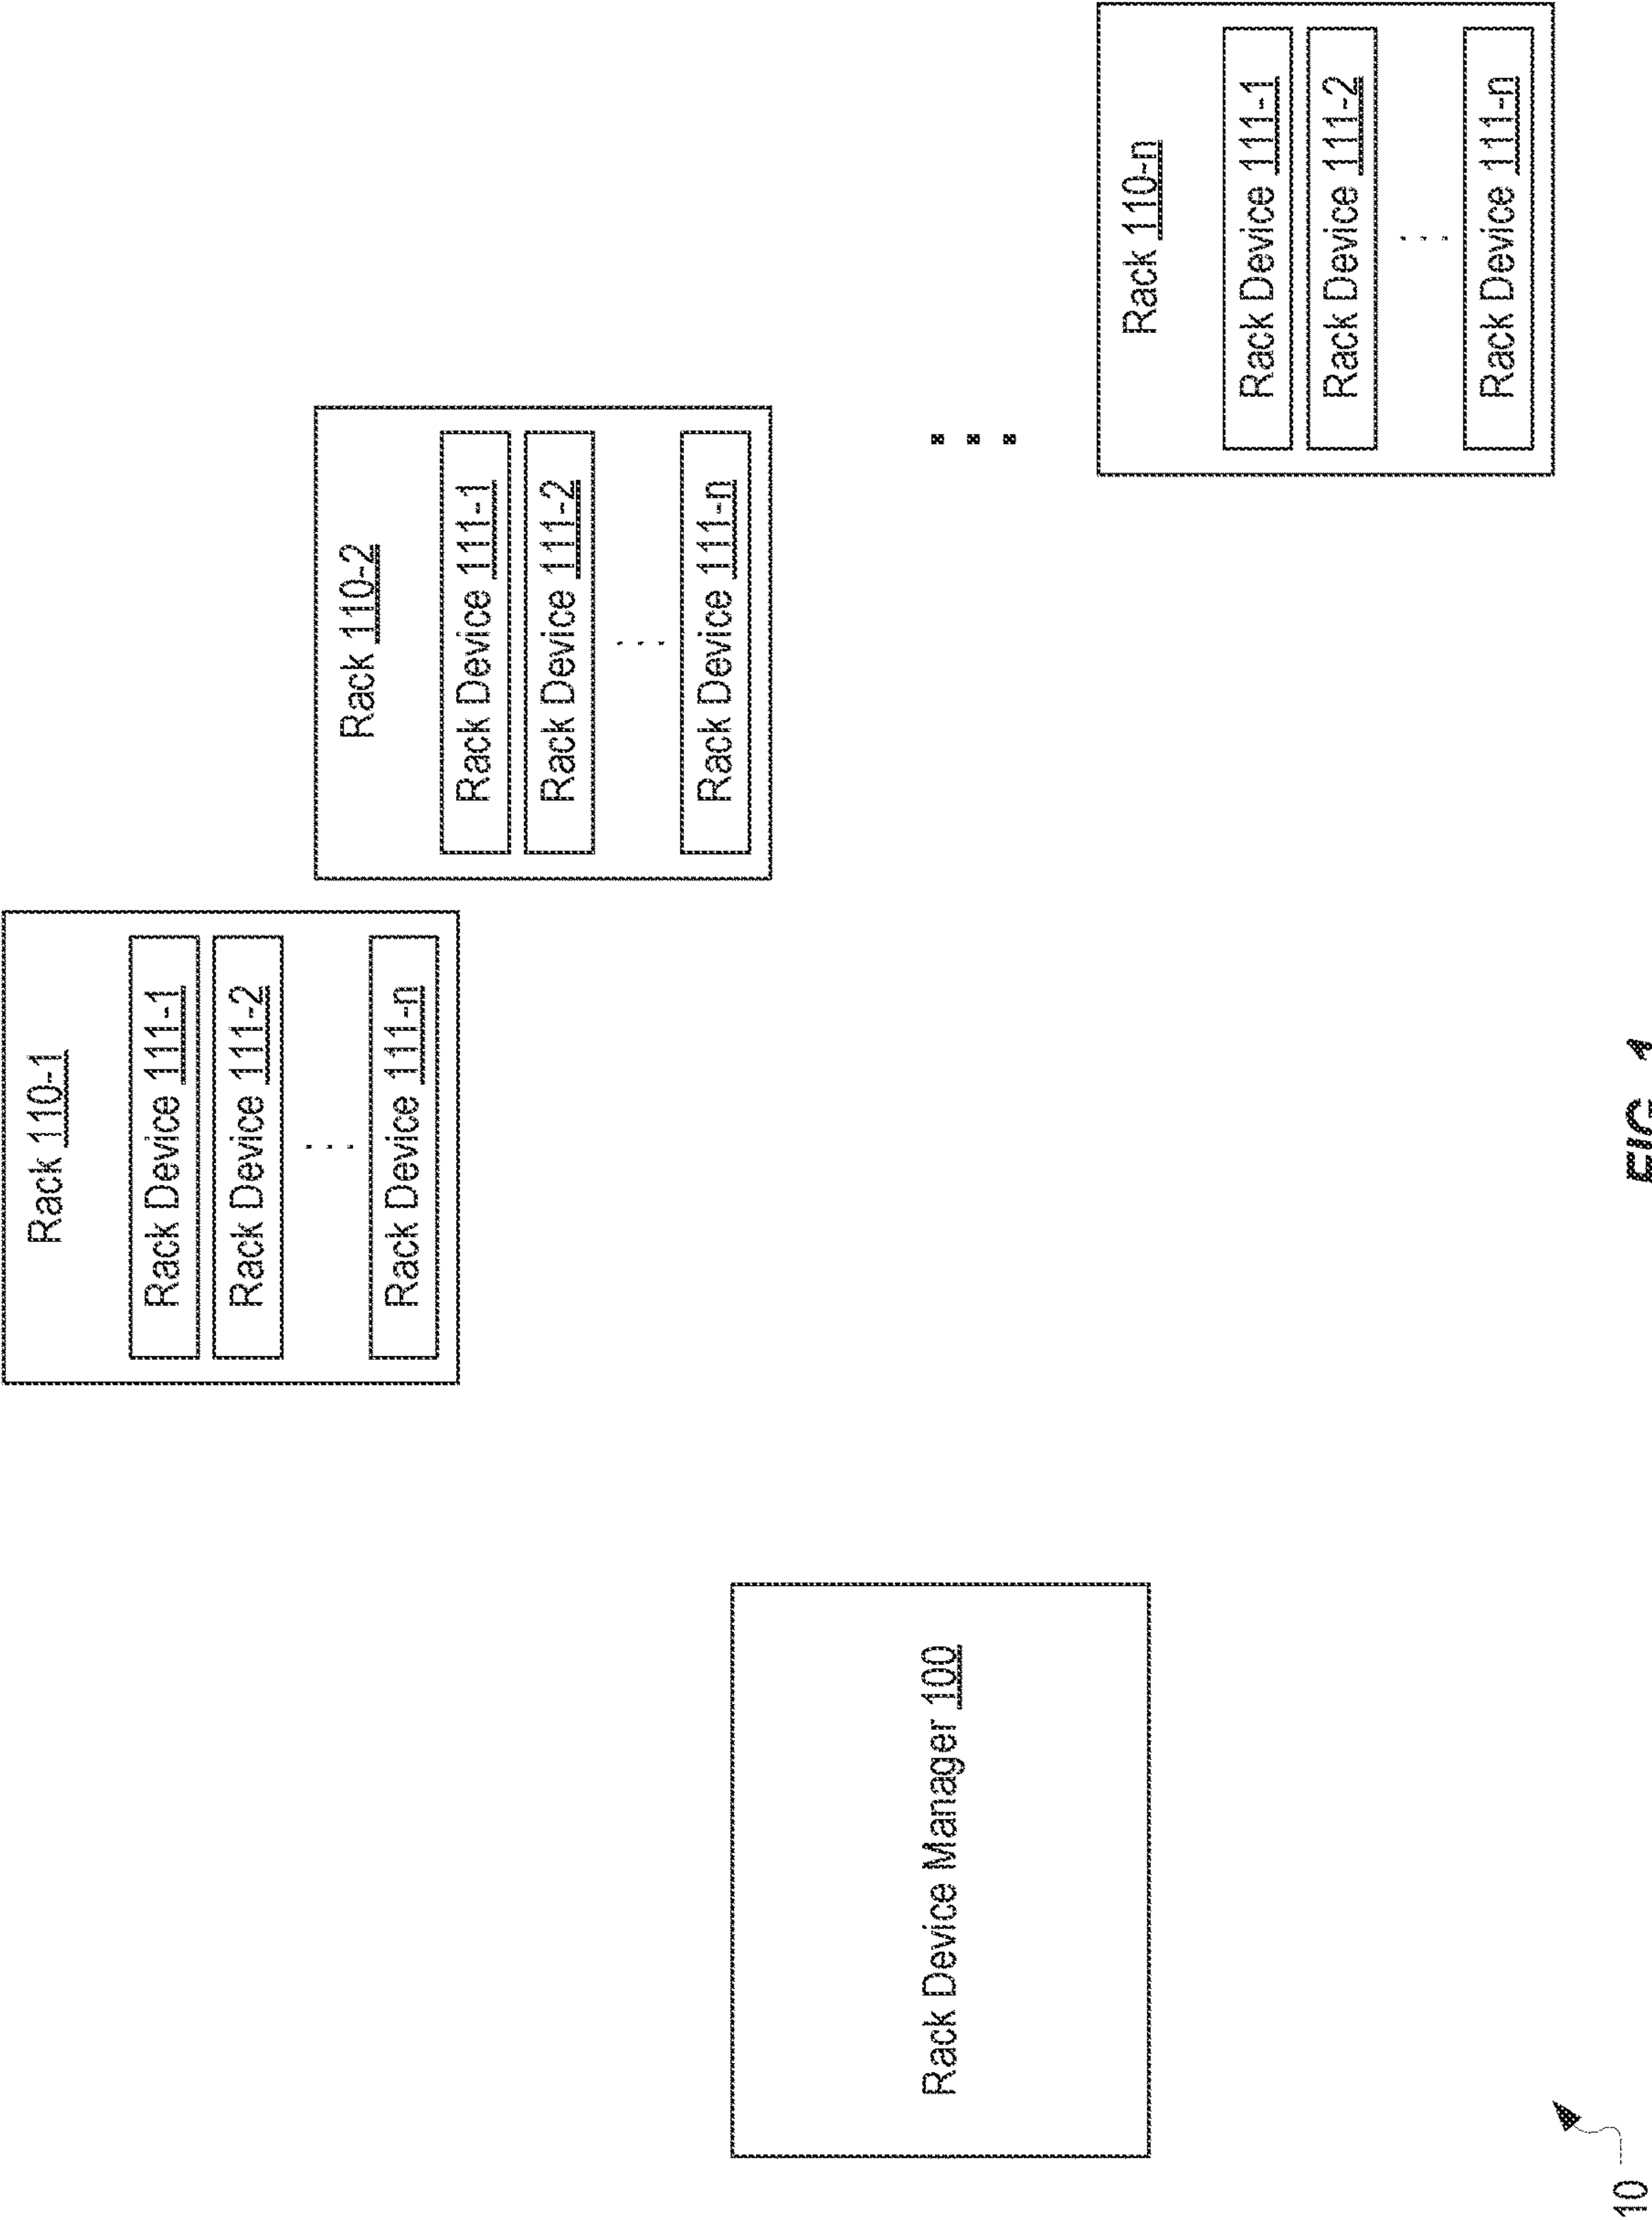 Rack 110-1
Rack Device 111-1
Rack Device 111-2
. . .
Rack Device 111-n
Rack 110-2
Rack Device 111-1
Rack Device 111-2
. . .
Rack Device 111-n
. . .
Rack 110-n
Rack Device 111-1
Rack Device 111-2
. . .
Rack Device 111-n
Rack Device Manager 100
10
FIG. 1